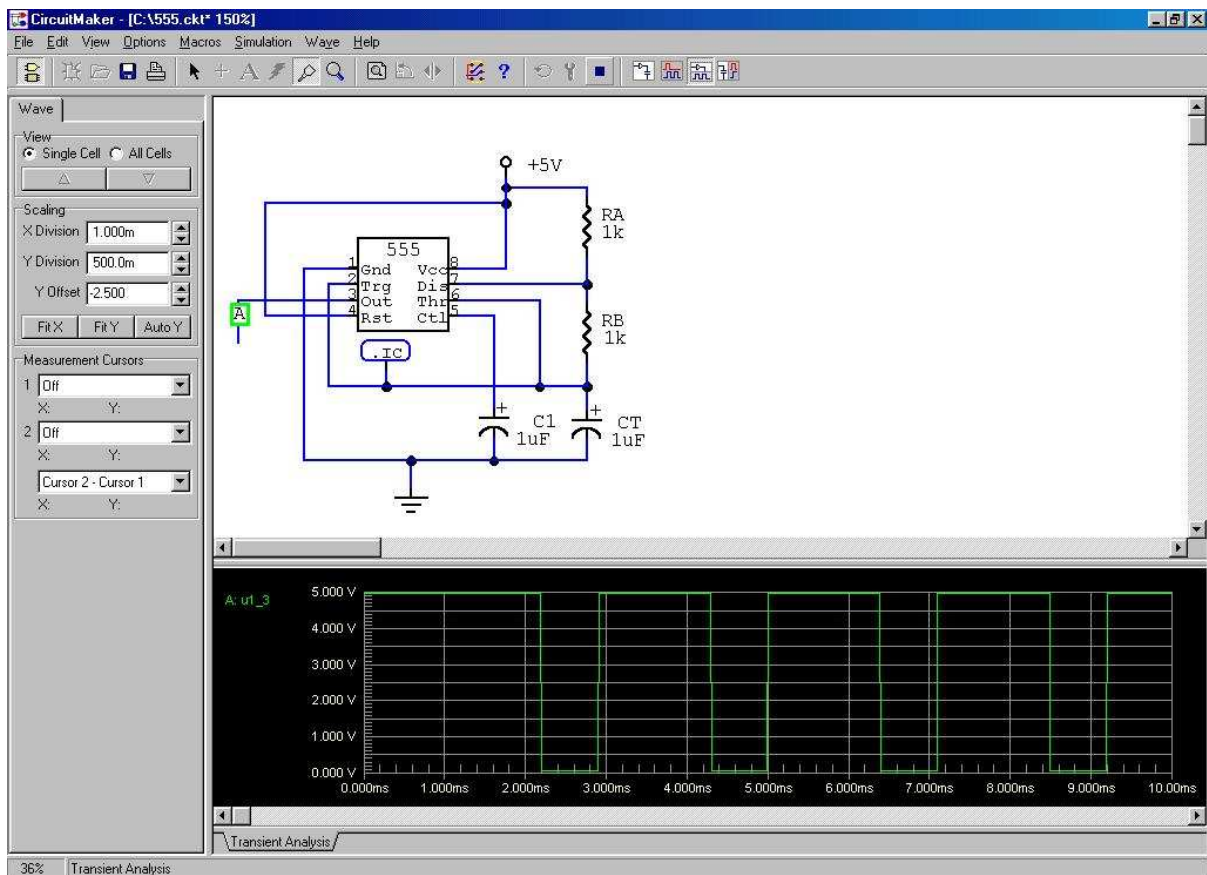 CircuitMaker - [C:\555.ckt* 150%]
File Edit View Options Macros Simulation Wave Help
Wave
View
Single Cell All Cells
Scaling
X Division 1.000m
Y Division 500.0m
Y Offset -2.500
Fit X Fit Y Auto Y
Measurement Cursors
1 Off
X: Y:
2 Off
X: Y:
Cursor 2 - Cursor 1
X: Y:
+5V
RA
1k
555
1 Gnd Vcc 8
2 Trg Dis 7
3 Out Thr 6
4 Rst Ctl 5
A
.IC
RB
1k
+ C1
1uF
+ CT
1uF
A: u1_3
5.000 V
4.000 V
3.000 V
2.000 V
1.000 V
0.000 V
0.000ms 1.000ms 2.000ms 3.000ms 4.000ms 5.000ms 6.000ms 7.000ms 8.000ms 9.000ms 10.00ms
Transient Analysis
36% Transient Analysis